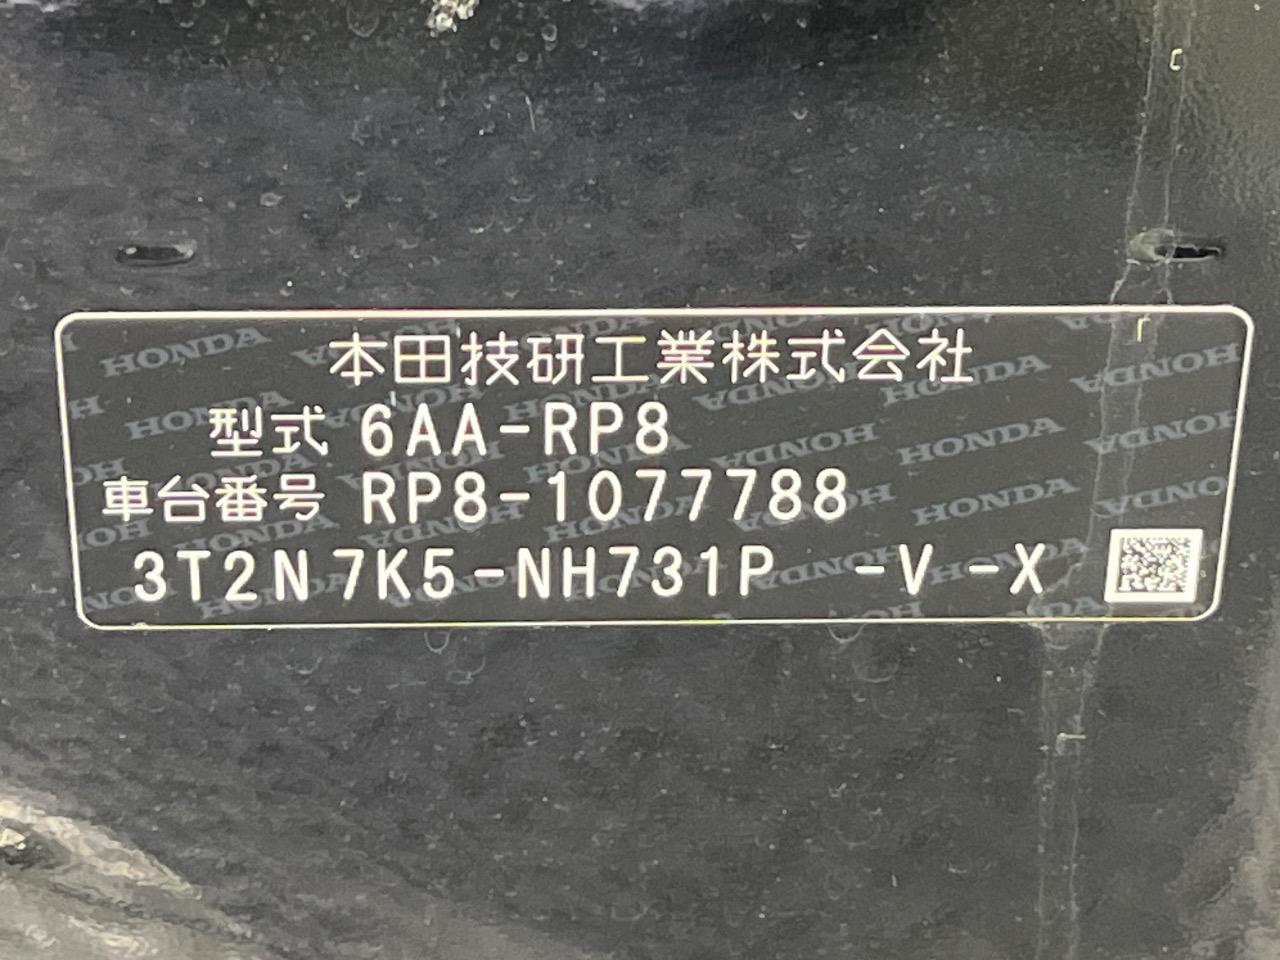 本田技研工業株式会社
型式 6AA-RP8
車台番号 RP8-1077788
3T2N7K5-NH731P -V -X